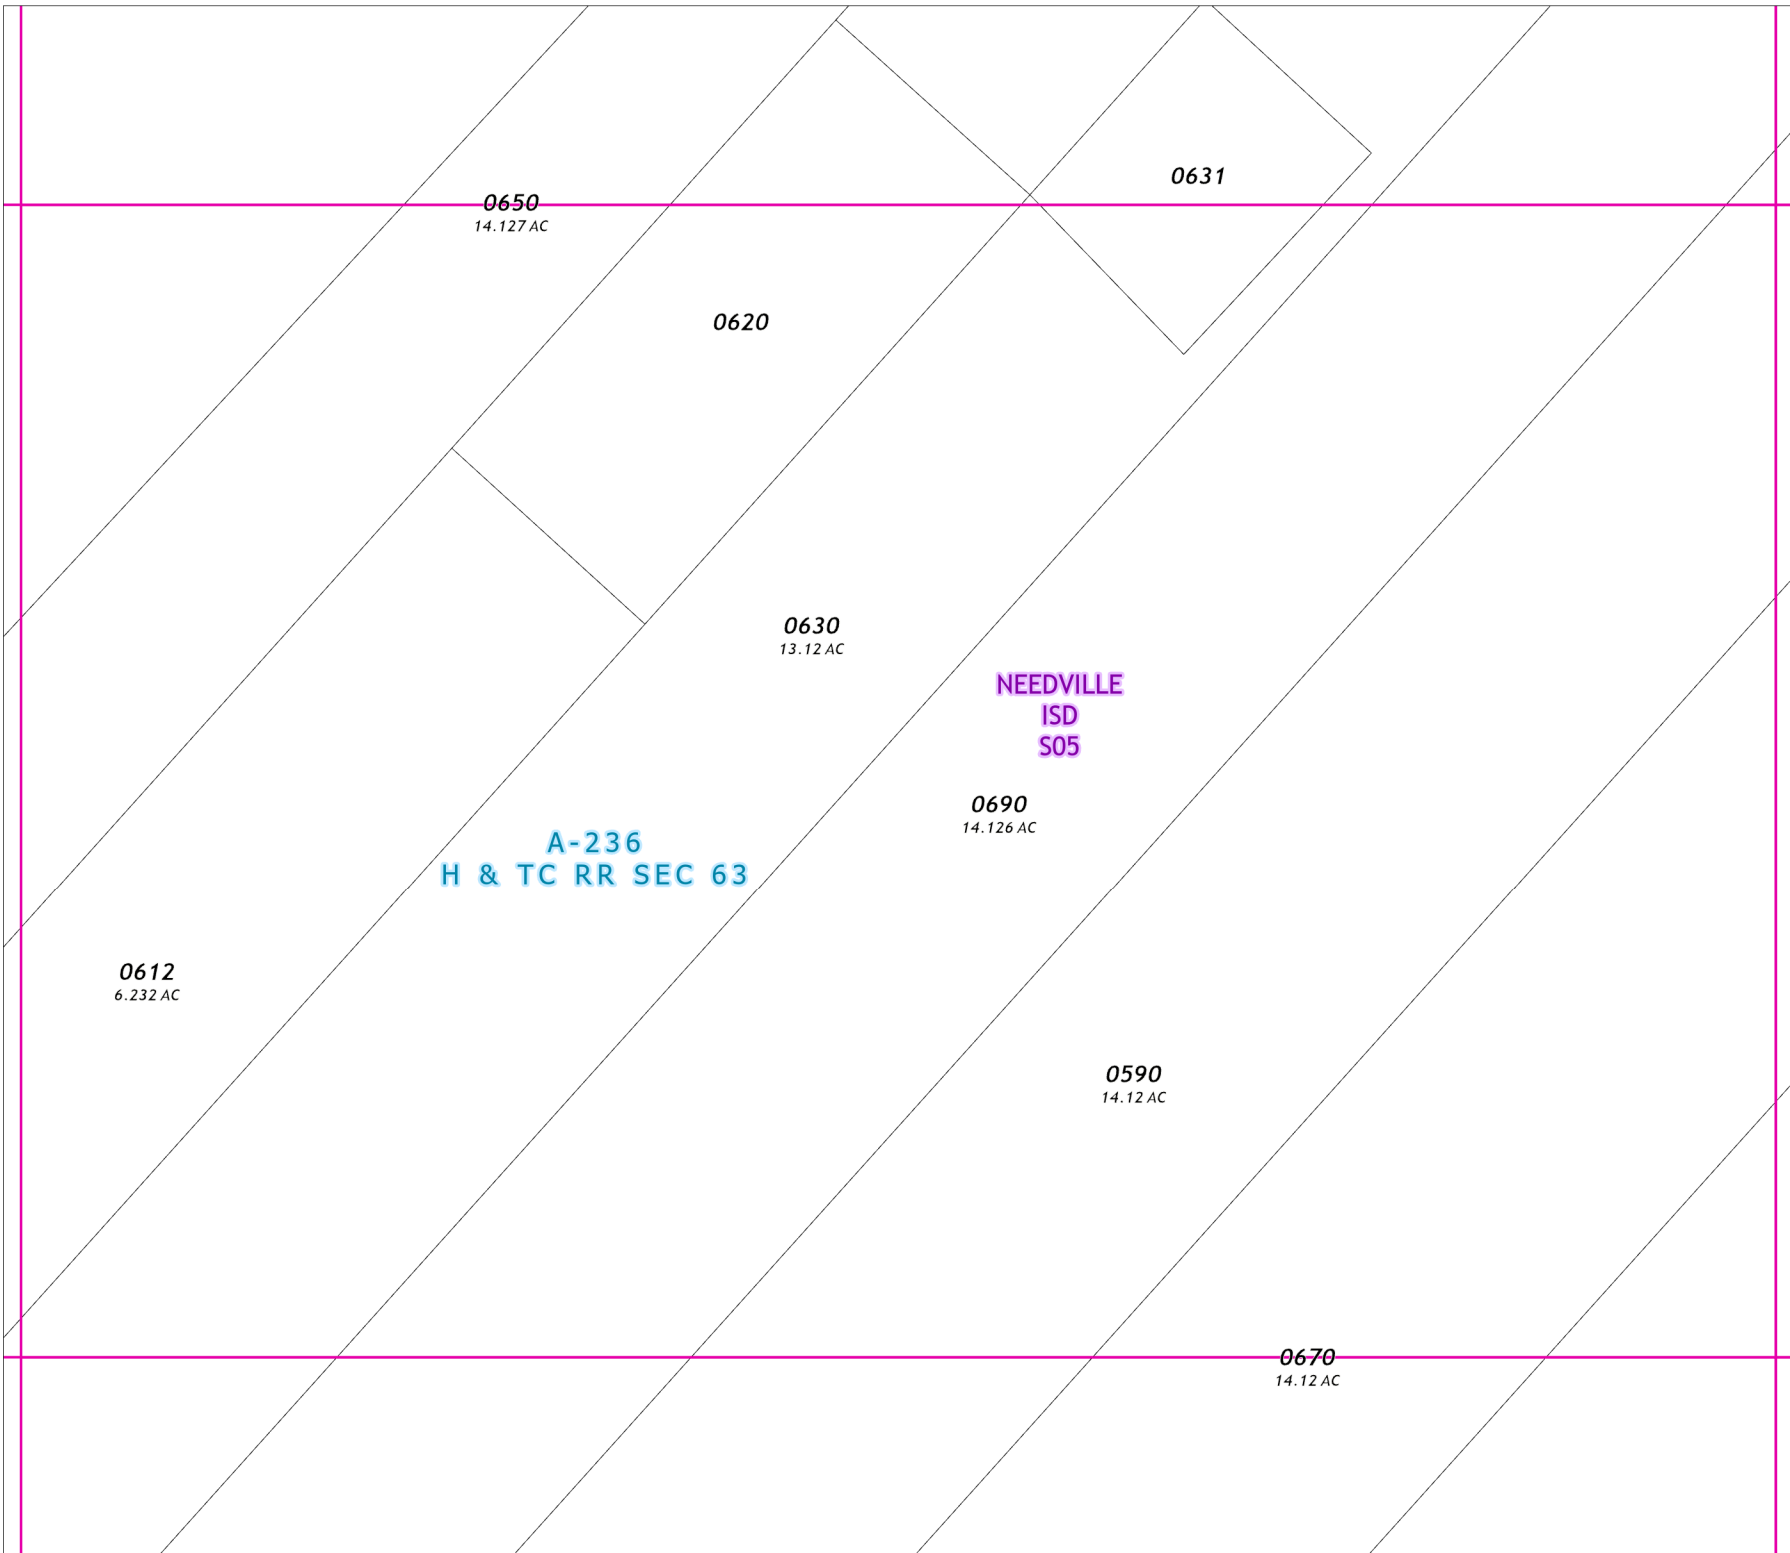 0631
0650
14.127 AC
0620
0630
13.12 AC
NEEDVILLE
ISD
S05
0690
14.126 AC
A-236
H & TC RR SEC 63
0612
6.232 AC
0590
14.12 AC
0670
14.12 AC